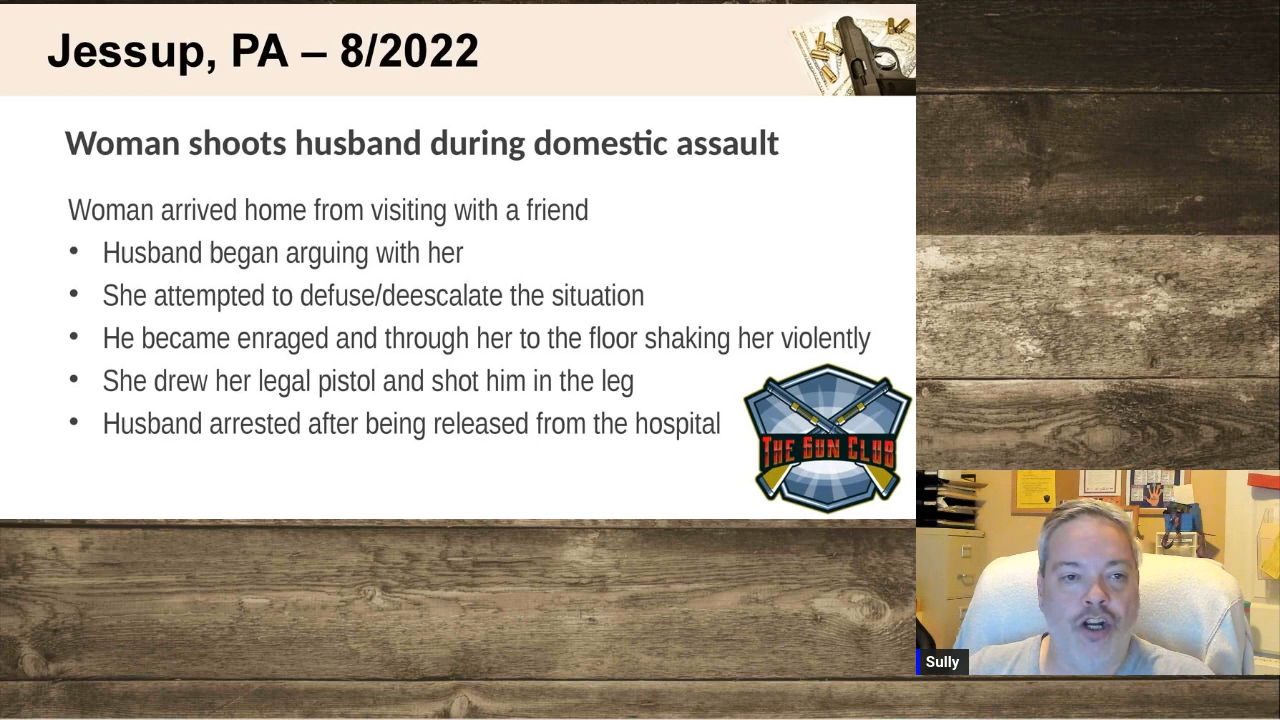 Jessup, PA – 8/2022
Woman shoots husband during domestic assault
Woman arrived home from visiting with a friend
• Husband began arguing with her
• She attempted to defuse/deescalate the situation
• He became enraged and through her to the floor shaking her violently
• She drew her legal pistol and shot him in the leg
• Husband arrested after being released from the hospital
THE GUN CLUB
Sully